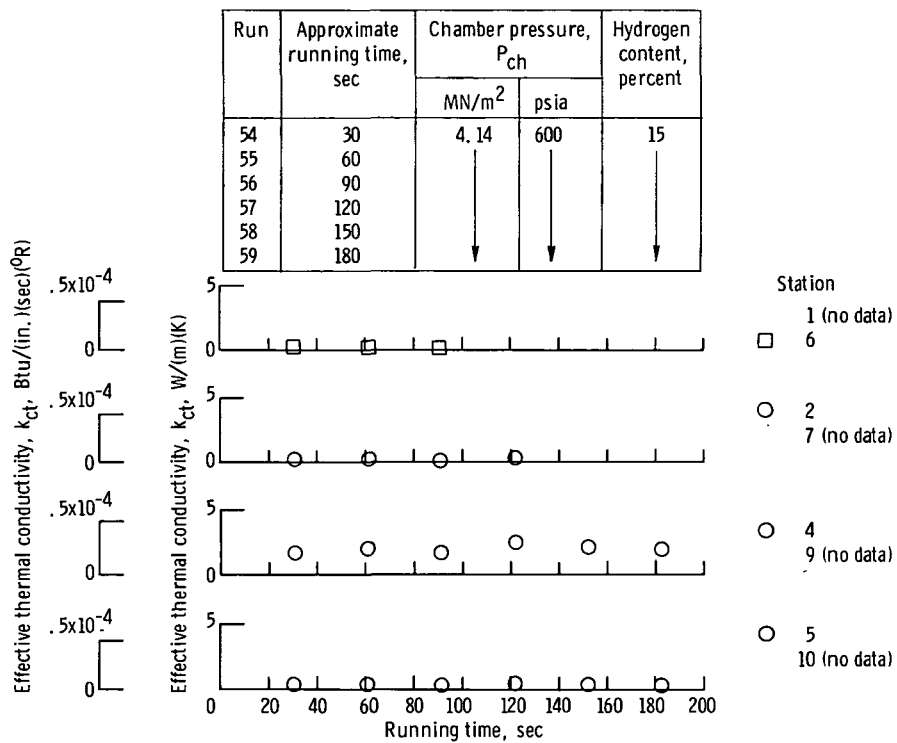 Run Approximate running time, sec Chamber pressure, Pch Hydrogen content, percent
MN/m² psia
54 30 4.14 600 15
55 60
56 90
57 120
58 150
59 180
Effective thermal conductivity, kct, Btu/(in.)(sec)(⁰R)
Effective thermal conductivity, kct, W/(m)(K)
.5x10⁻⁴ 5
0 0
.5x10⁻⁴ 5
0 0
.5x10⁻⁴ 5
0 0
.5x10⁻⁴ 5
0 0
0 20 40 60 80 100 120 140 160 180 200
Running time, sec
Station
1 (no data)
6
2
7 (no data)
4
9 (no data)
5
10 (no data)